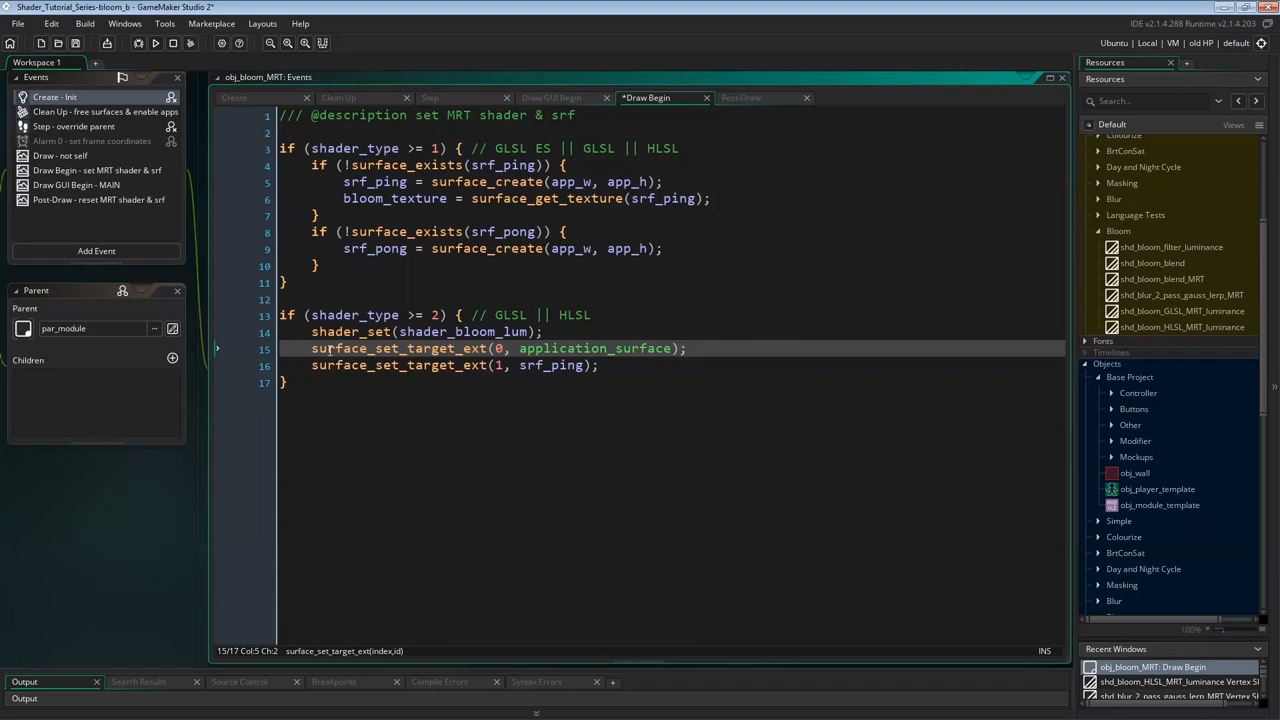 Shader_Tutorial_Series-bloom_b - GameMaker Studio 2*
File Edit Build Windows Tools Marketplace Layouts Help
IDE v2.1.4.288 Runtime v2.1.4.203
Ubuntu | Local | VM | old HP | default
Workspace 1
Events
Create - Init
Clean Up - free surfaces & enable apps
Step - override parent
Alarm 0 - set frame coordinates
Draw - not self
Draw Begin - set MRT shader & srf
Draw GUI Begin - MAIN
Post-Draw - reset MRT shader & srf
Add Event
Parent
Parent
par_module
...
Children
obj_bloom_MRT: Events
Create Clean Up Step Draw GUI Begin *Draw Begin Post-Draw
1 /// @description set MRT shader & srf
2
3 if (shader_type >= 1) { // GLSL ES || GLSL || HLSL
4 if (!surface_exists(srf_ping)) {
5 srf_ping = surface_create(app_w, app_h);
6 bloom_texture = surface_get_texture(srf_ping);
7 }
8 if (!surface_exists(srf_pong)) {
9 srf_pong = surface_create(app_w, app_h);
10 }
11 }
12
13 if (shader_type >= 2) { // GLSL || HLSL
14 shader_set(shader_bloom_lum);
15 surface_set_target_ext(0, application_surface);
16 surface_set_target_ext(1, srf_ping);
17 }
15/17 Col:5 Ch:2 surface_set_target_ext(index,id)
INS
Resources
Resources
Search...
Default
Views
Colourize
BrtConSat
Day and Night Cycle
Masking
Blur
Language Tests
Bloom
shd_bloom_filter_luminance
shd_bloom_blend
shd_bloom_blend_MRT
shd_blur_2_pass_gauss_lerp_MRT
shd_bloom_GLSL_MRT_luminance
shd_bloom_HLSL_MRT_luminance
Fonts
Timelines
Objects
Base Project
Controller
Buttons
Other
Modifier
Mockups
obj_wall
obj_player_template
obj_module_template
Simple
Colourize
BrtConSat
Day and Night Cycle
Masking
Blur
100%
Recent Windows
obj_bloom_MRT: Draw Begin
shd_bloom_HLSL_MRT_luminance Vertex Sl
shd_blur_2_pass_gauss_lerp_MRT Vertex S
Output Search Results Source Control Breakpoints Compile Errors Syntax Errors
Output